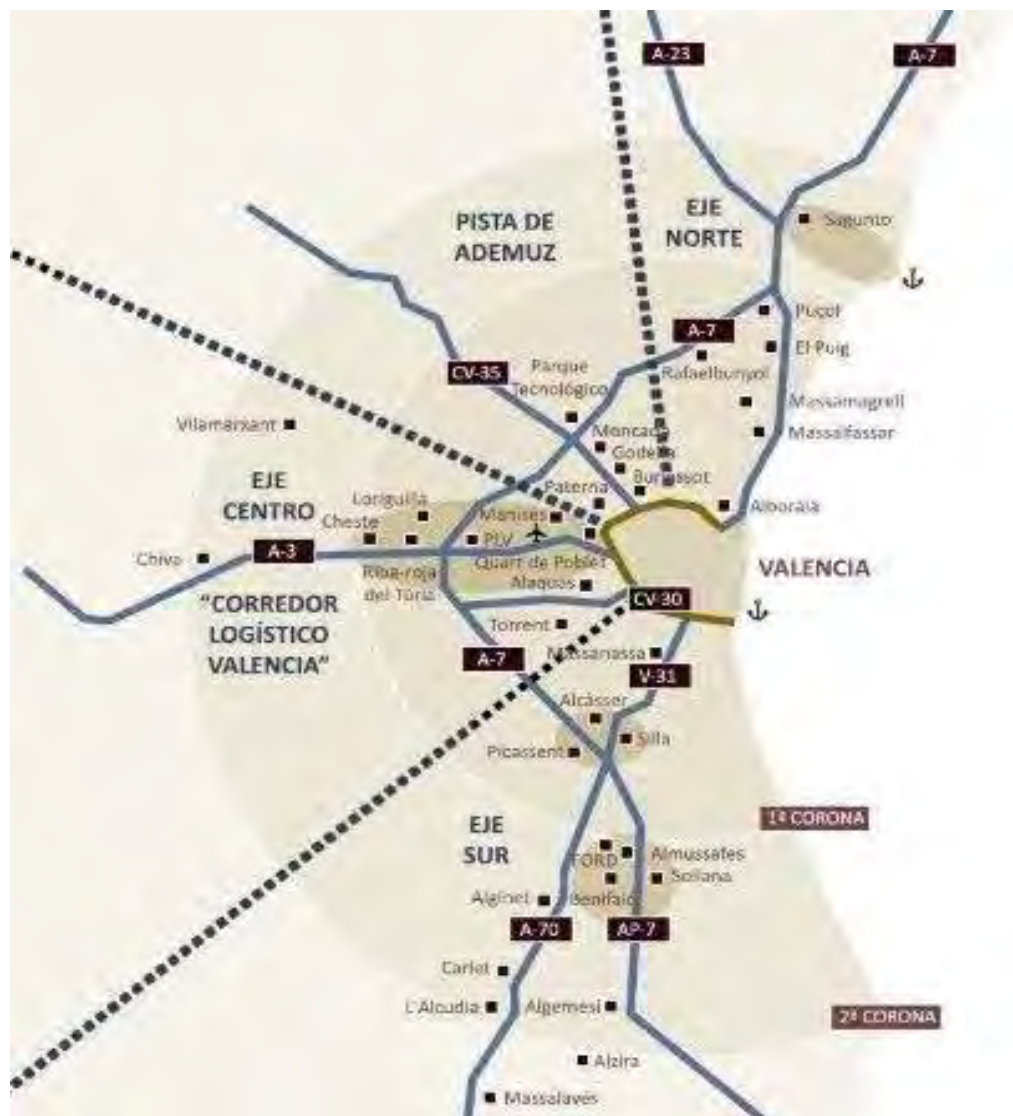 A-23
A-7
PISTA DE
ADEMUZ
EJE
NORTE
Sagunto
Puçol
A-7
El Puig
Rafaelbunyol
CV-35
Parque
Tecnológico
Massamagrell
Vilamarxant
Moncada
Massalfassar
Godella
Burjassot
EJE
CENTRO
Paterna
Loriguilla
Alboraia
Cheste
Manises
PLV
A-3
Chiva
Quart de Poblet
VALENCIA
Riba-roja
del Túria
Alaquas
CV-30
"CORREDOR
LOGÍSTICO
VALENCIA"
Torrent
A-7
Massanassa
V-31
Alcàsser
Silla
Picassent
1ª CORONA
EJE
SUR
FORD
Almussafes
Sollana
Alginet
Benifaió
A-70
AP-7
Carlet
L'Alcudia
Algemesí
2ª CORONA
Alzira
Massalavés